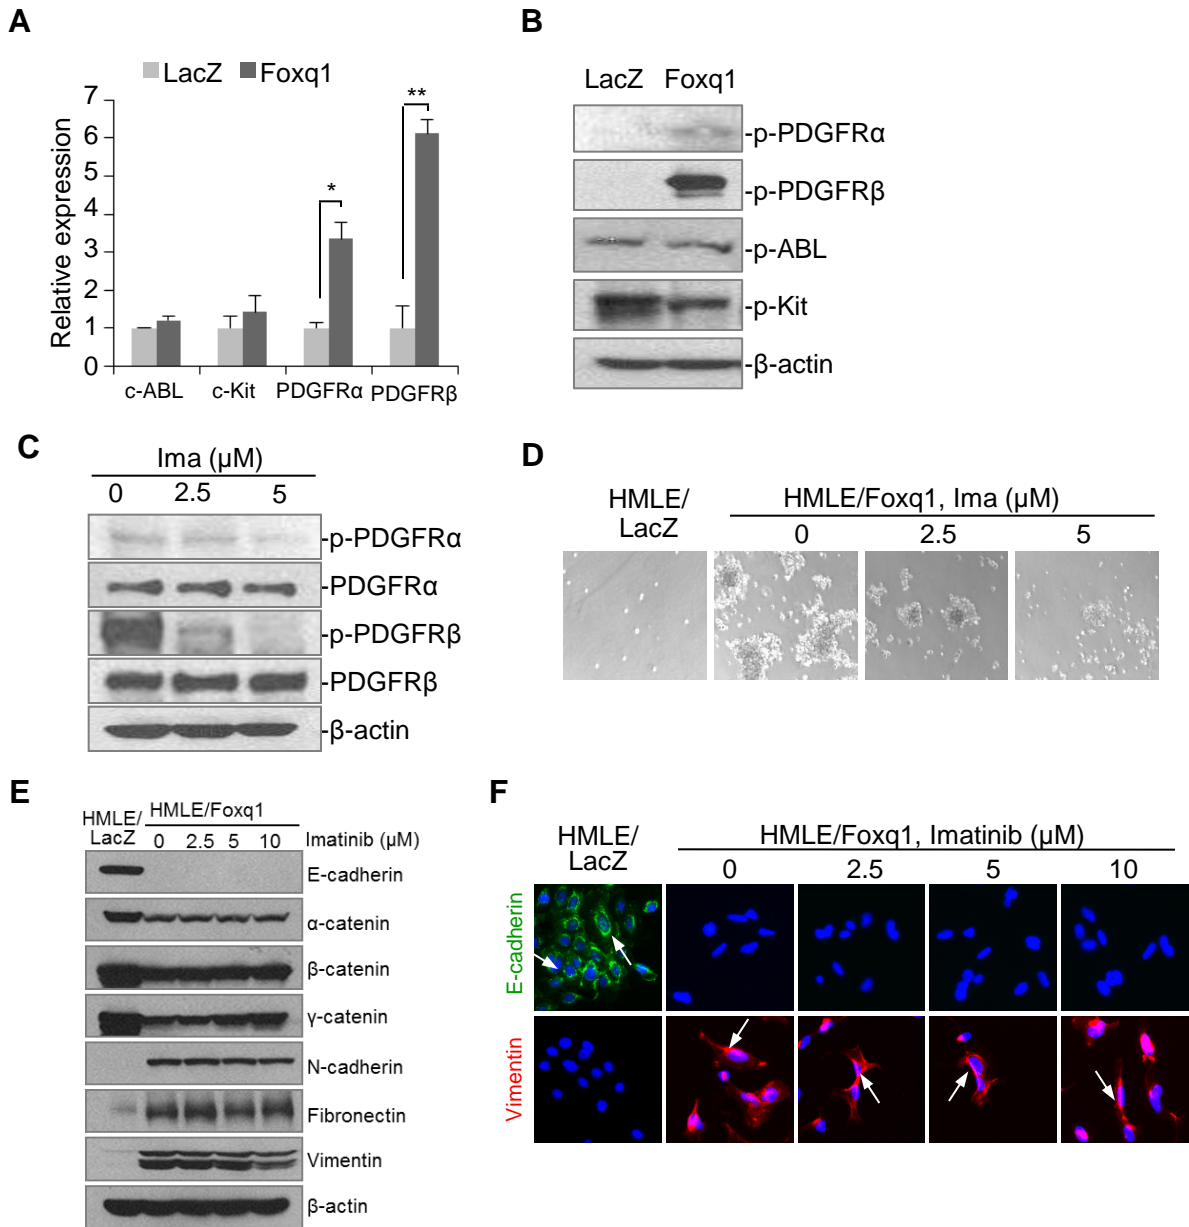 A
LacZ Foxq1
Relative expression
7
6
5
4
3
2
1
0
* **
c-ABL c-Kit PDGFRα PDGFRβ
B
LacZ Foxq1
-p-PDGFRα
-p-PDGFRβ
-p-ABL
-p-Kit
-β-actin
C
Ima (μM)
0 2.5 5
-p-PDGFRα
-PDGFRα
-p-PDGFRβ
-PDGFRβ
-β-actin
D
HMLE/
LacZ
HMLE/Foxq1, Ima (μM)
0 2.5 5
E
HMLE/
LacZ
HMLE/Foxq1
0 2.5 5 10 Imatinib (μM)
E-cadherin
α-catenin
β-catenin
γ-catenin
N-cadherin
Fibronectin
Vimentin
β-actin
F
HMLE/
LacZ
HMLE/Foxq1, Imatinib (μM)
0 2.5 5 10
E-cadherin
Vimentin